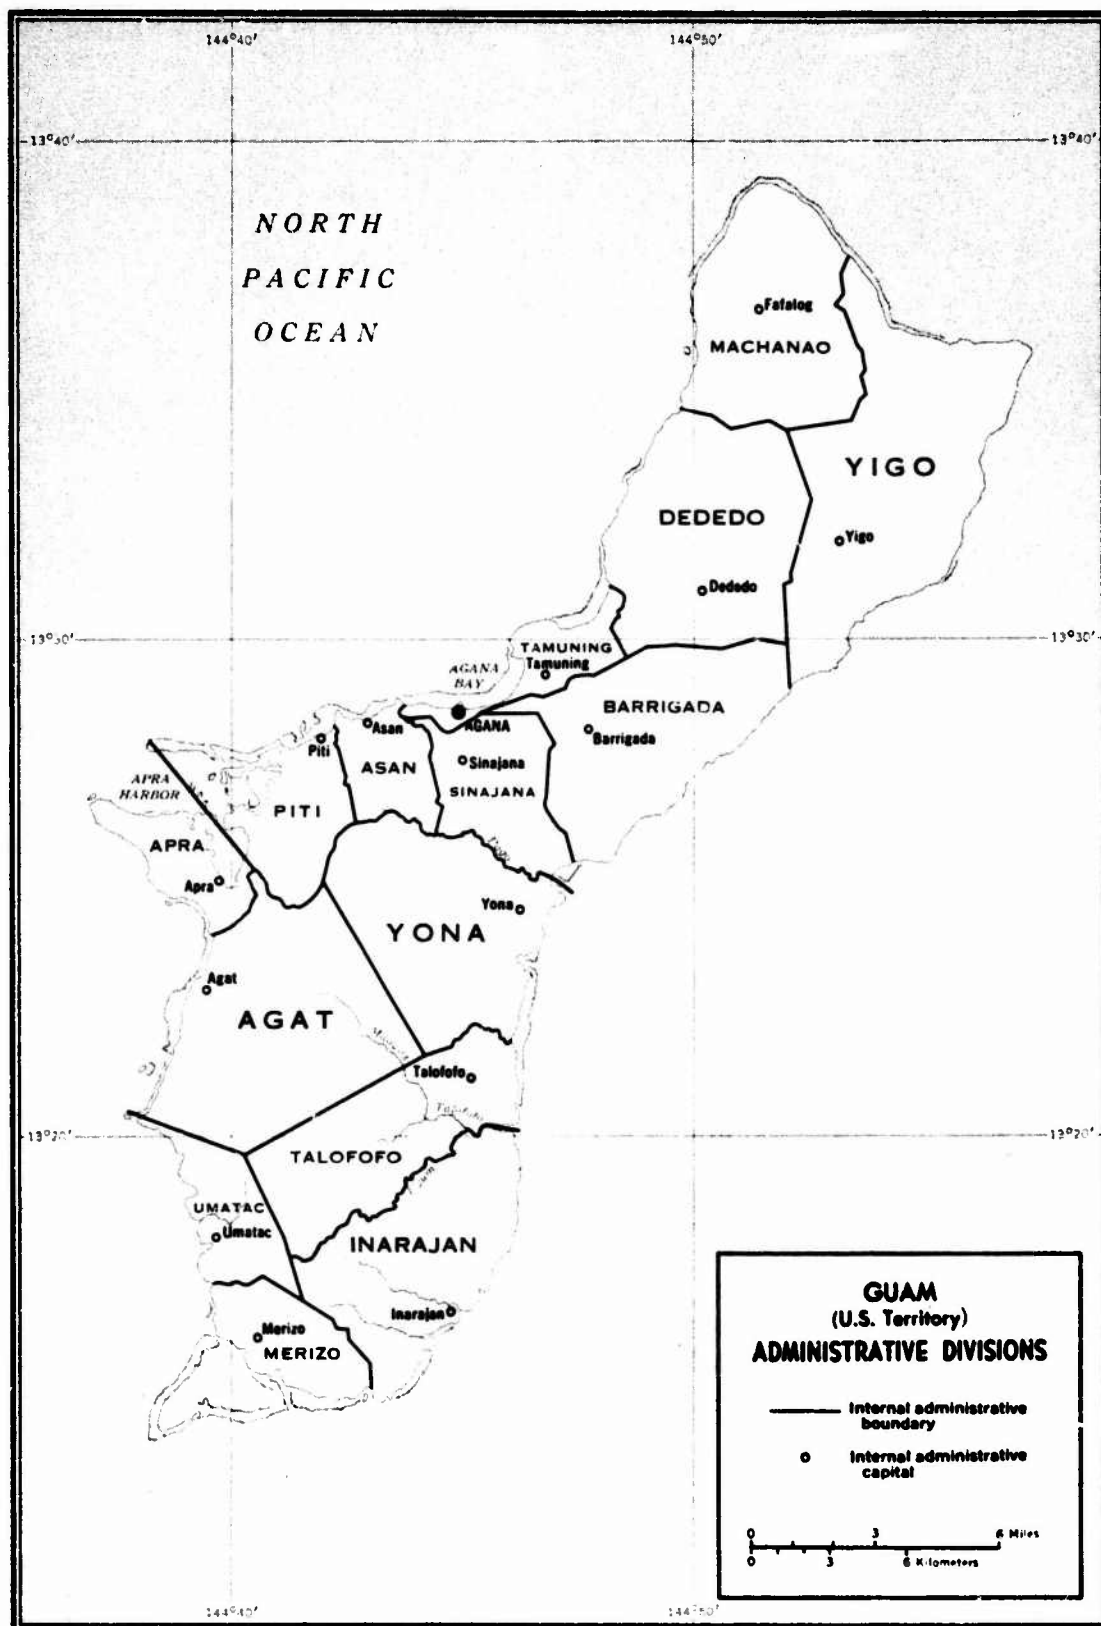 144°40'
144°50'
13°40'
13°40'
NORTH
PACIFIC
OCEAN
Fafalog
MACHANAO
YIGO
DEDEDO
Yigo
Dededo
13°30'
13°30'
TAMUNING
Tamuning
AGANA
BAY
BARRIGADA
AGANA
Barrigada
Asan
Piti
Sinajana
ASAN
SINAJANA
APRA
HARBOR
PITI
APRA
Apra
Yona
YONA
Agat
AGAT
Talofofo
13°20'
13°20'
TALOFOFO
UMATAC
Umatac
INARAJAN
Inarajan
Merizo
MERIZO
GUAM
(U.S. Territory)
ADMINISTRATIVE DIVISIONS
Internal administrative
boundary
Internal administrative
capital
0 3 6 Miles
0 3 6 Kilometers
144°40'
144°50'